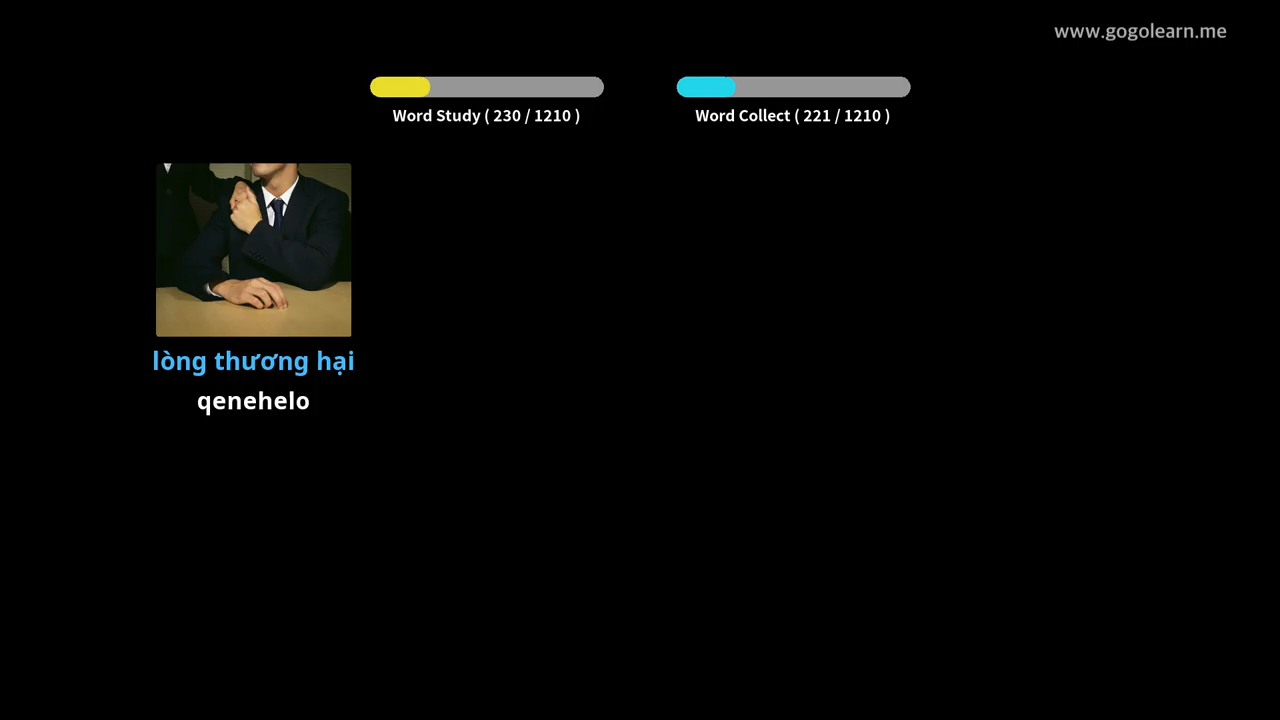 www.gogolearn.me
Word Study ( 230 / 1210 )
Word Collect ( 221 / 1210 )
lòng thương hại
qenehelo